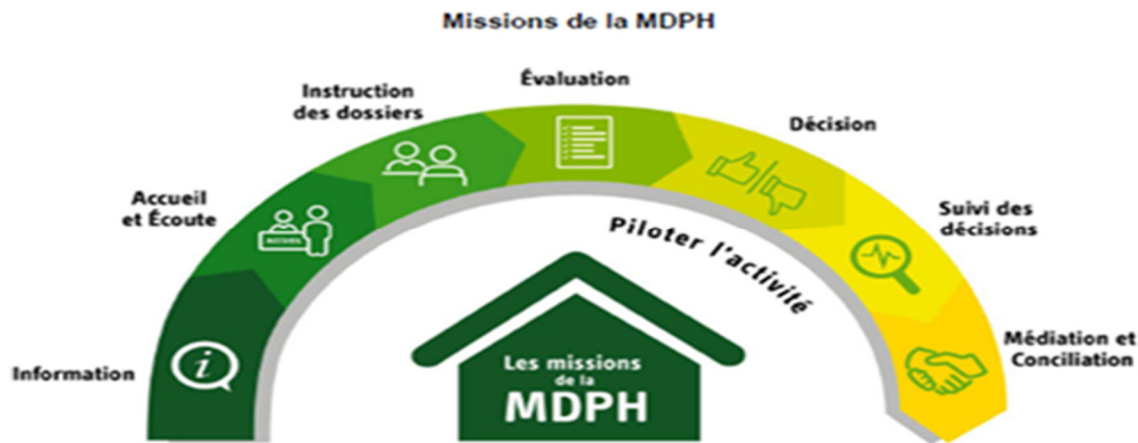 Missions de la MDPH
Information
Accueil
et Écoute
ACCUEIL
Instruction
des dossiers
Évaluation
Décision
Suivi des
décisions
Médiation et
Conciliation
Piloter l'activité
Les missions
de la
MDPH